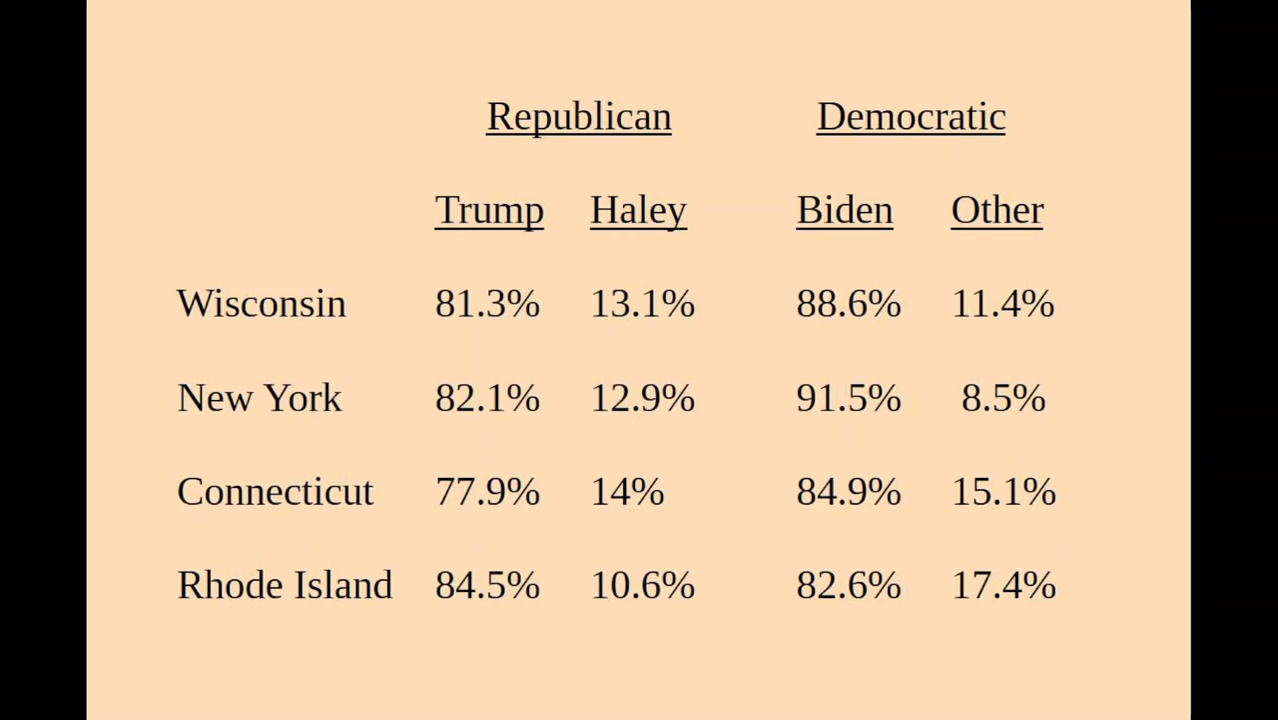 Republican Democratic
Trump Haley Biden Other
Wisconsin 81.3% 13.1% 88.6% 11.4%
New York 82.1% 12.9% 91.5% 8.5%
Connecticut 77.9% 14% 84.9% 15.1%
Rhode Island 84.5% 10.6% 82.6% 17.4%